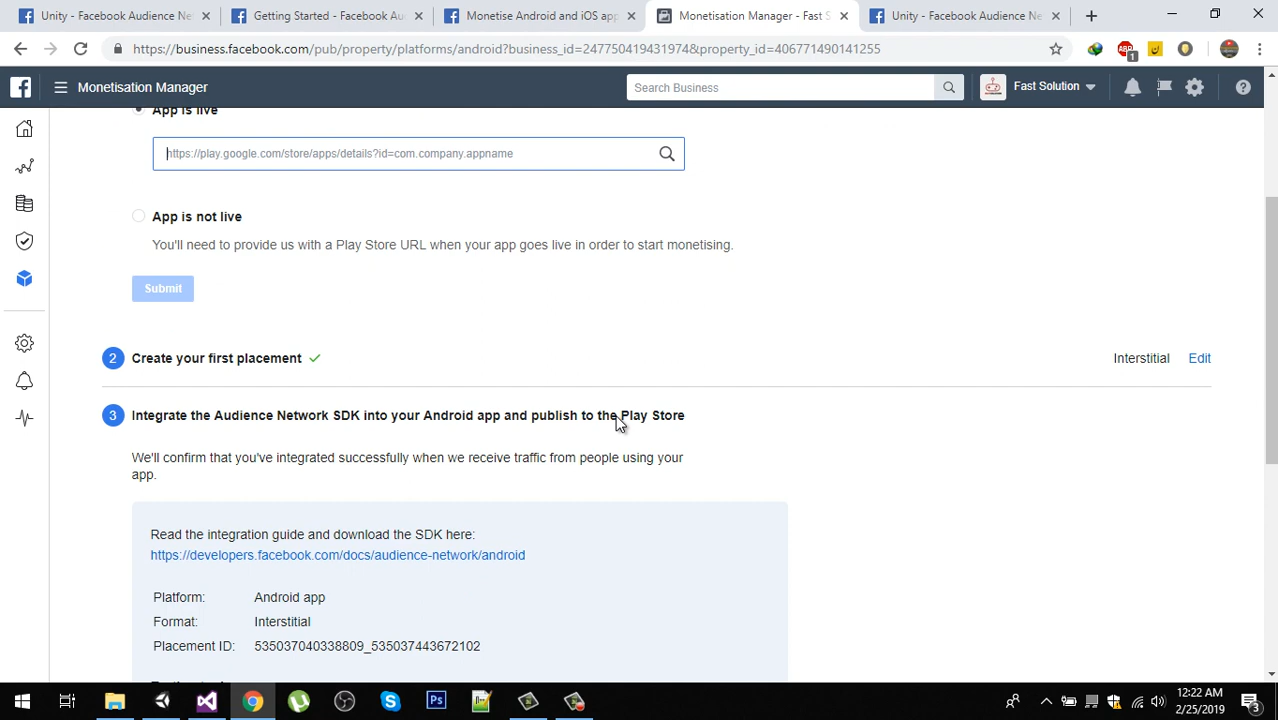 Unity - Facebook Audience Ne
Getting Started - Facebook Au
Monetise Android and iOS app
Monetisation Manager - Fast S
Unity - Facebook Audience Ne
https://business.facebook.com/pub/property/platforms/android?business_id=247750419431974&property_id=406771490141255
ABP
1
Monetisation Manager
Search Business
Fast Solution
App is live
https://play.google.com/store/apps/details?id=com.company.appname
App is not live
You'll need to provide us with a Play Store URL when your app goes live in order to start monetising.
Submit
2
Create your first placement
Interstitial
Edit
3
Integrate the Audience Network SDK into your Android app and publish to the Play Store
We'll confirm that you've integrated successfully when we receive traffic from people using your
app.
Read the integration guide and download the SDK here:
https://developers.facebook.com/docs/audience-network/android
Platform: Android app
Format: Interstitial
Placement ID: 535037040338809_535037443672102
Ps
12:22 AM
2/25/2019
3